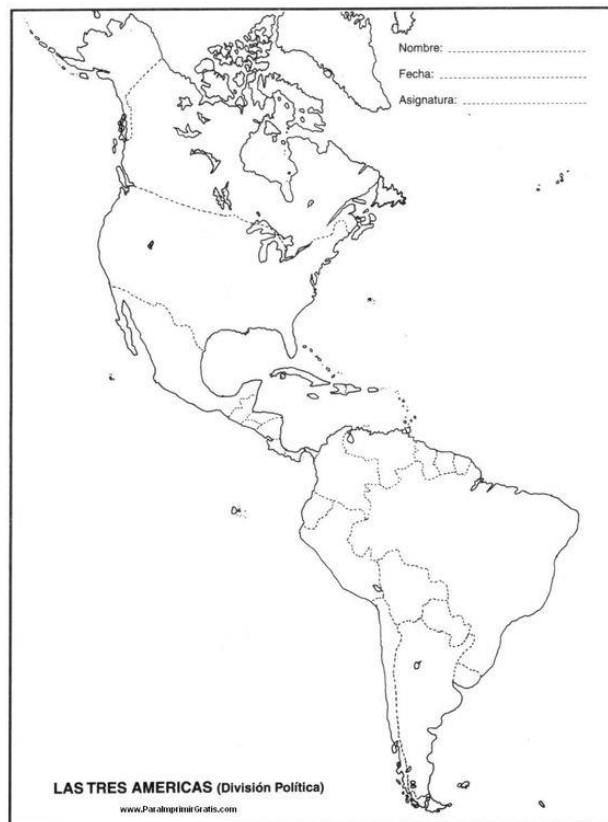 Nombre:
Fecha:
Asignatura:
LAS TRES AMERICAS (División Política)
www.ParaImprimirGratis.com